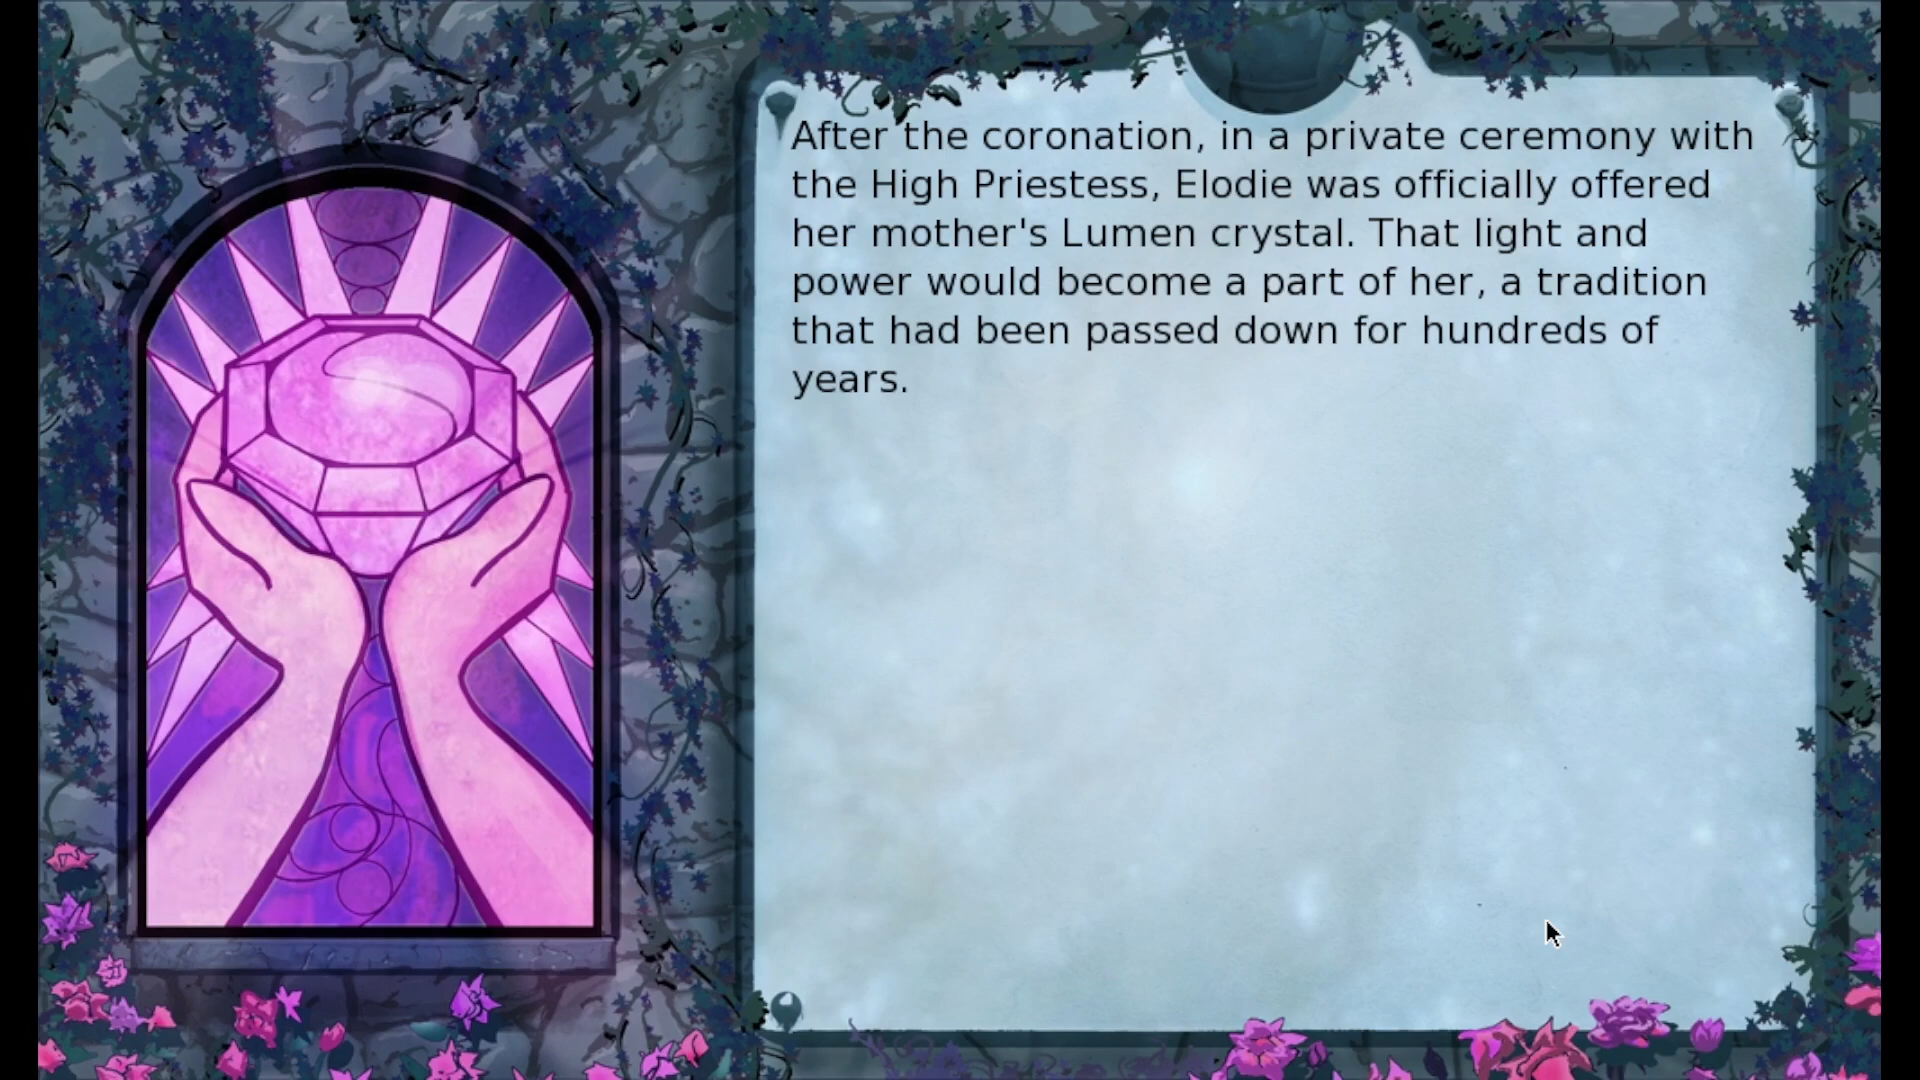 After the coronation, in a private ceremony with
the High Priestess, Elodie was officially offered
her mother's Lumen crystal. That light and
power would become a part of her, a tradition
that had been passed down for hundreds of
years.